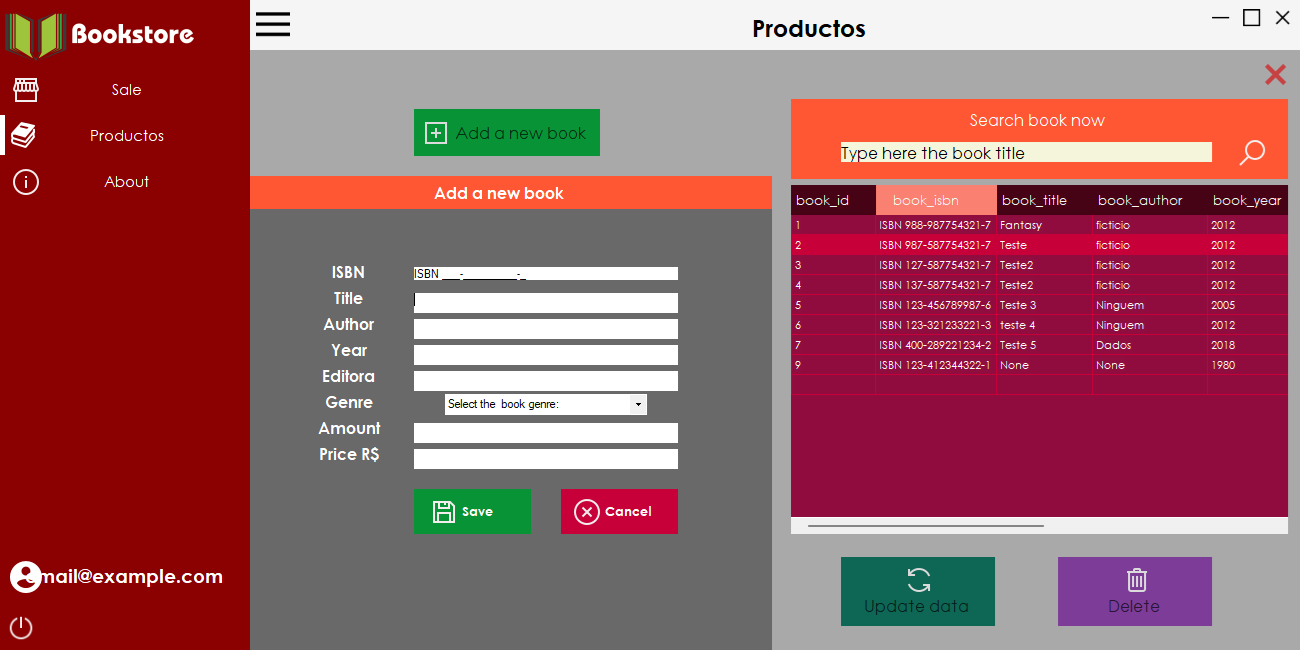 Bookstore
Sale
Productos
About
mail@example.com
Productos
Add a new book
Add a new book
ISBN
ISBN ___-_________-_
Title
Author
Year
Editora
Genre
Select the book genre:
Amount
Price R$
Save
Cancel
Search book now
Type here the book title
book_id book_isbn book_title book_author book_year
1 ISBN 988-987754321-7 Fantasy ficticio 2012
2 ISBN 987-587754321-7 Teste ficticio 2012
3 ISBN 127-587754321-7 Teste2 ficticio 2012
4 ISBN 137-587754321-7 Teste2 ficticio 2012
5 ISBN 123-456789987-6 Teste 3 Ninguem 2005
6 ISBN 123-321233221-3 teste 4 Ninguem 2012
7 ISBN 400-289221234-2 Teste 5 Dados 2018
9 ISBN 123-412344322-1 None None 1980
Update data
Delete